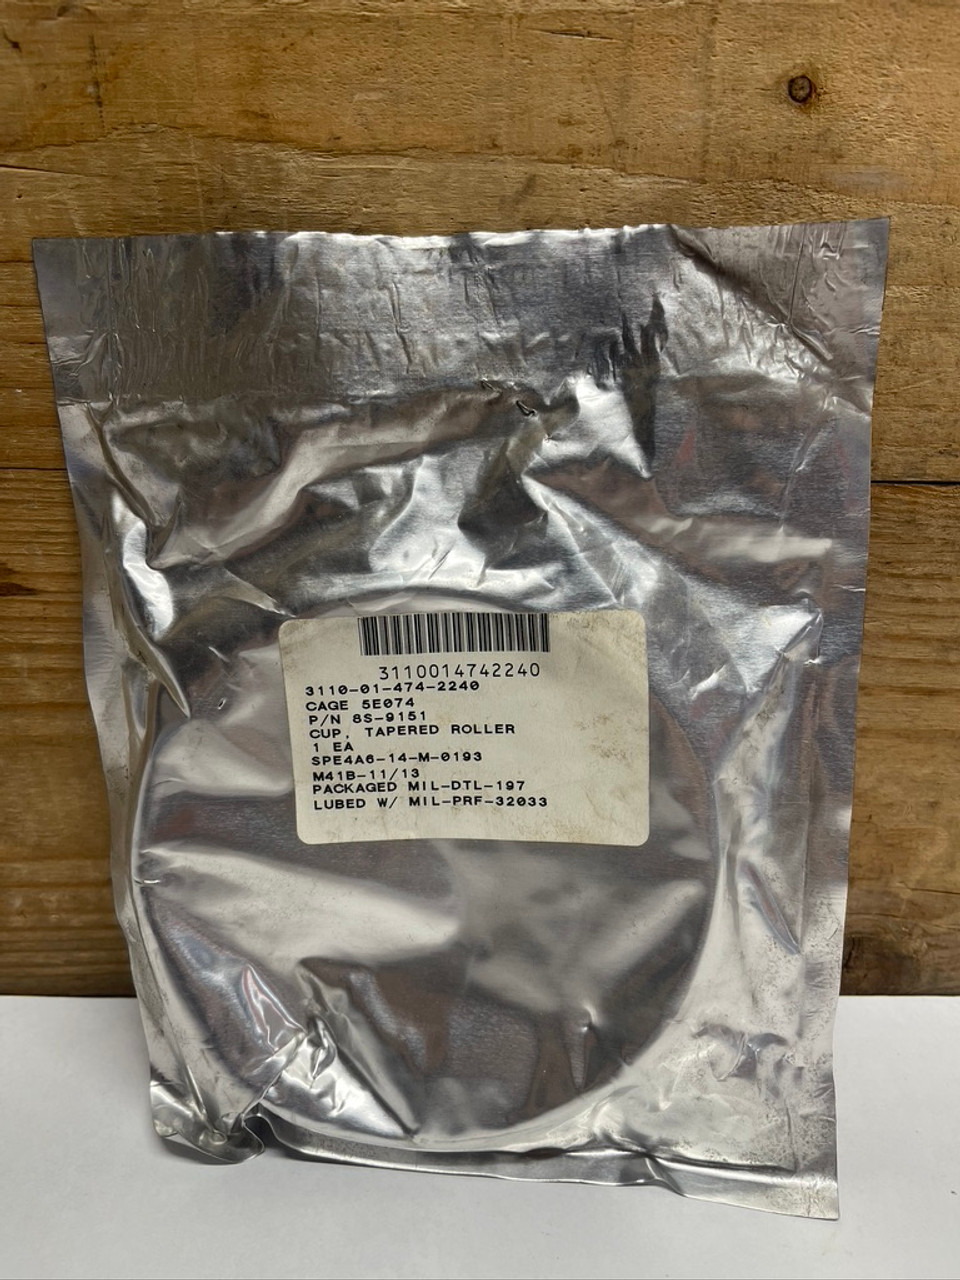 3110014742240
3110-01-474-2240
CAGE 5E074
P/N 8S-9151
CUP, TAPERED ROLLER
1 EA
SPE4A6-14-M-0193
M41B-11/13
PACKAGED MIL-DTL-197
LUBED W/ MIL-PRF-32033